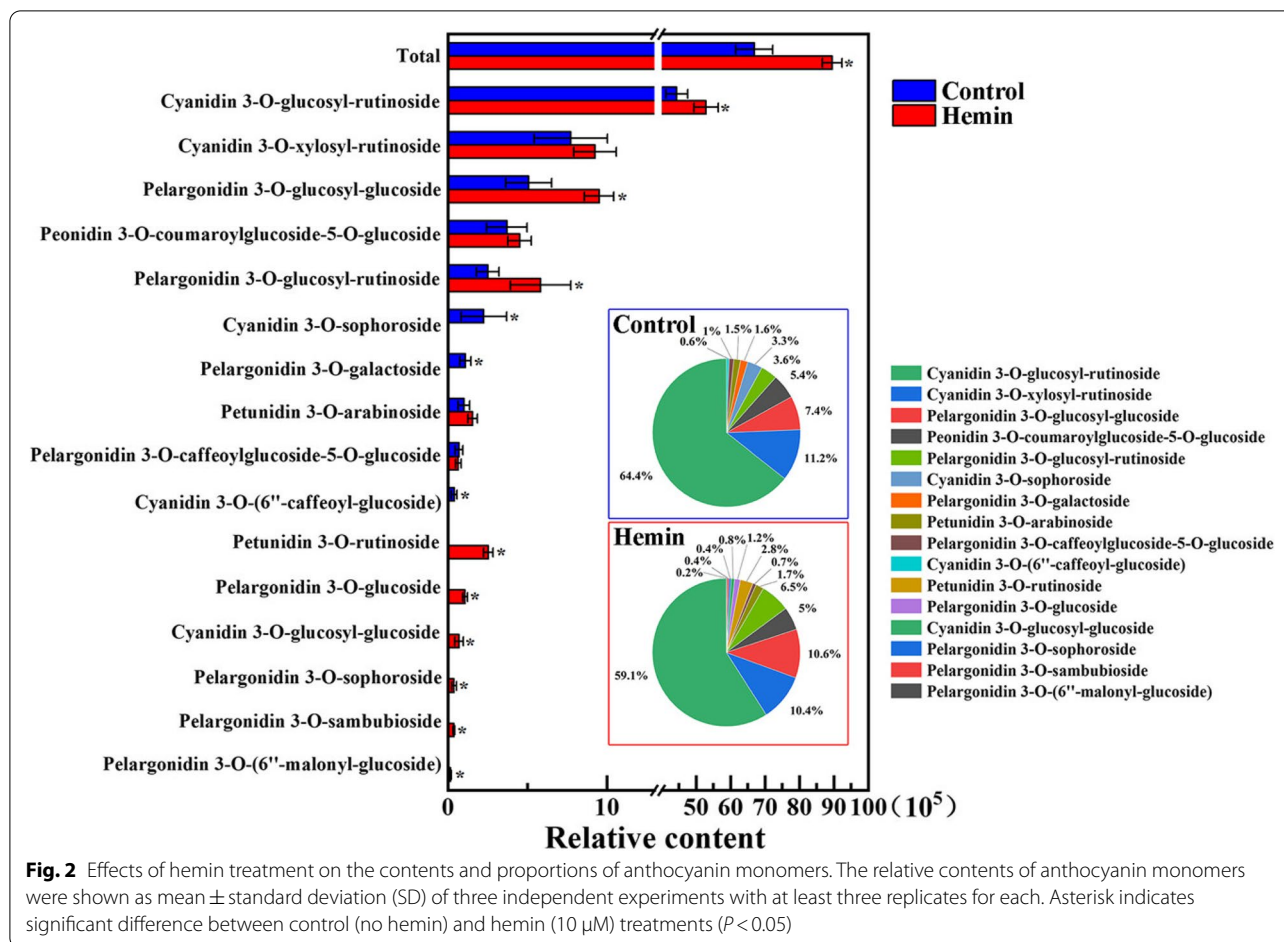 Total
Cyanidin 3-O-glucosyl-rutinoside
Cyanidin 3-O-xylosyl-rutinoside
Pelargonidin 3-O-glucosyl-glucoside
Peonidin 3-O-coumaroylglucoside-5-O-glucoside
Pelargonidin 3-O-glucosyl-rutinoside
Cyanidin 3-O-sophoroside
Pelargonidin 3-O-galactoside
Petunidin 3-O-arabinoside
Pelargonidin 3-O-caffeoylglucoside-5-O-glucoside
Cyanidin 3-O-(6''-caffeoyl-glucoside)
Petunidin 3-O-rutinoside
Pelargonidin 3-O-glucoside
Cyanidin 3-O-glucosyl-glucoside
Pelargonidin 3-O-sophoroside
Pelargonidin 3-O-sambubioside
Pelargonidin 3-O-(6''-malonyl-glucoside)
*
*
*
*
*
*
*
*
*
*
*
*
*
0 10 50 60 70 80 90 100 (10⁵)
Relative content
Control
Hemin
Control
0.6%
1%
1.5%
1.6%
3.3%
3.6%
5.4%
7.4%
11.2%
64.4%
Hemin
0.2%
0.4%
0.4%
0.8%
1.2%
2.8%
0.7%
1.7%
6.5%
5%
10.6%
10.4%
59.1%
Cyanidin 3-O-glucosyl-rutinoside
Cyanidin 3-O-xylosyl-rutinoside
Pelargonidin 3-O-glucosyl-glucoside
Peonidin 3-O-coumaroylglucoside-5-O-glucoside
Pelargonidin 3-O-glucosyl-rutinoside
Cyanidin 3-O-sophoroside
Pelargonidin 3-O-galactoside
Petunidin 3-O-arabinoside
Pelargonidin 3-O-caffeoylglucoside-5-O-glucoside
Cyanidin 3-O-(6''-caffeoyl-glucoside)
Petunidin 3-O-rutinoside
Pelargonidin 3-O-glucoside
Cyanidin 3-O-glucosyl-glucoside
Pelargonidin 3-O-sophoroside
Pelargonidin 3-O-sambubioside
Pelargonidin 3-O-(6''-malonyl-glucoside)
Fig. 2 Effects of hemin treatment on the contents and proportions of anthocyanin monomers. The relative contents of anthocyanin monomers
were shown as mean ± standard deviation (SD) of three independent experiments with at least three replicates for each. Asterisk indicates
significant difference between control (no hemin) and hemin (10 μM) treatments (P < 0.05)